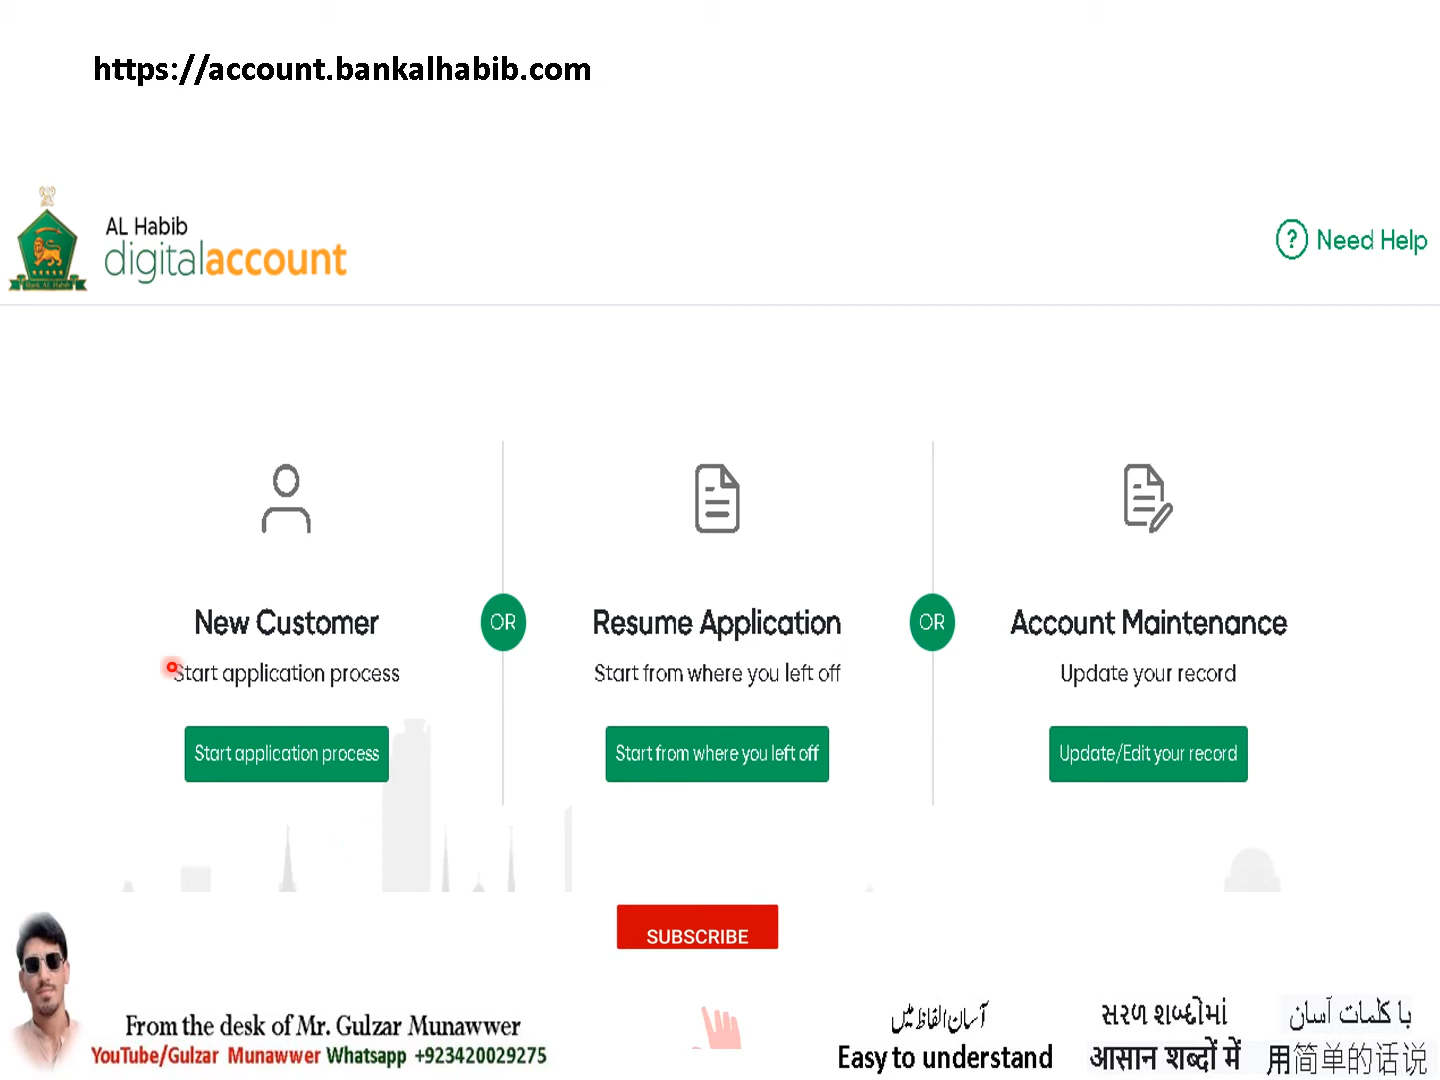 https://account.bankalhabib.com
AL Habib
digitalaccount
Bank AL Habib
? Need Help
New Customer
Start application process
Start application process
OR
Resume Application
Start from where you left off
Start from where you left off
OR
Account Maintenance
Update your record
Update/Edit your record
SUBSCRIBE
From the desk of Mr. Gulzar Munawwer
YouTube/Gulzar Munawwer Whatsapp +923420029275
آسان الفاظ میں
Easy to understand
સરળ શબ્દોમાં
आसान शब्दों में
با کلمات آسان
用简单的话说